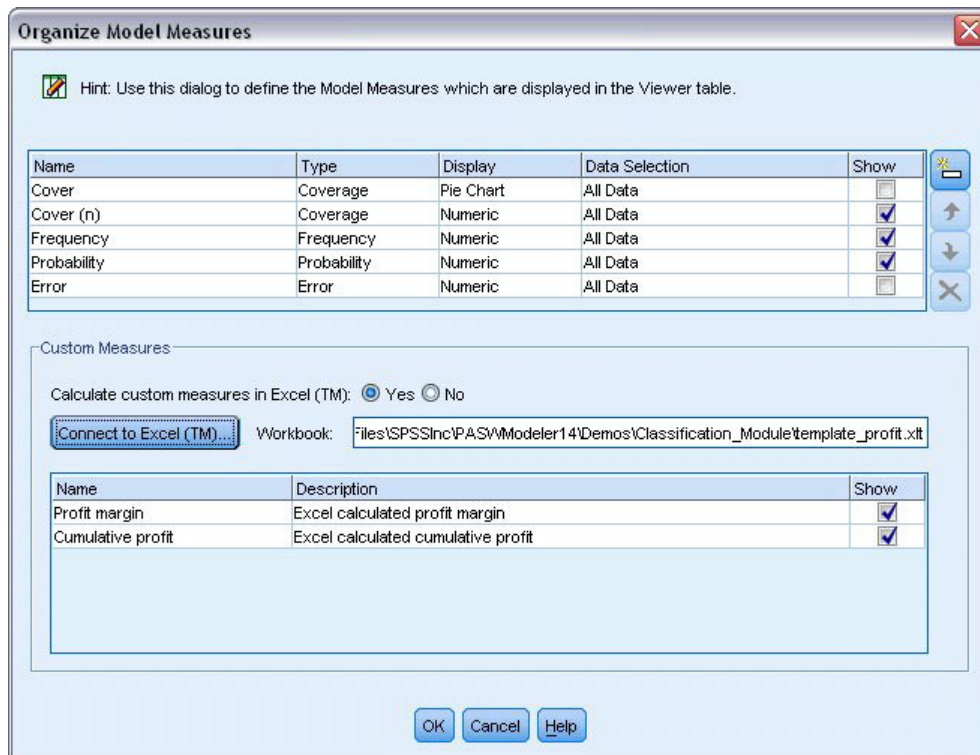 Organize Model Measures
Hint: Use this dialog to define the Model Measures which are displayed in the Viewer table.
Name Type Display Data Selection Show
Cover Coverage Pie Chart All Data
Cover (n) Coverage Numeric All Data
Frequency Frequency Numeric All Data
Probability Probability Numeric All Data
Error Error Numeric All Data
Custom Measures
Calculate custom measures in Excel (TM): Yes No
Connect to Excel (TM)... Workbook: Files\SPSSInc\PASWModeler14\Demos\Classification_Module\template_profit.xlt
Name Description Show
Profit margin Excel calculated profit margin
Cumulative profit Excel calculated cumulative profit
OK Cancel Help